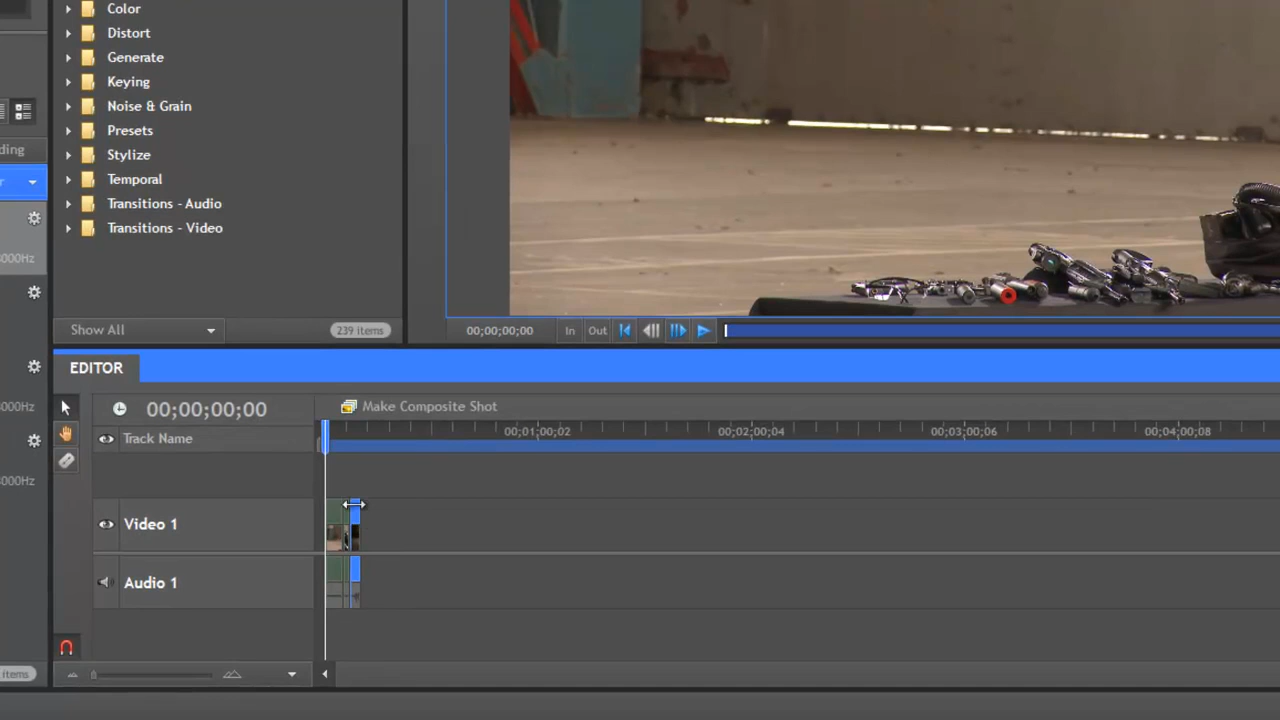 Color
Distort
Generate
Keying
Noise & Grain
Presets
Stylize
Temporal
Transitions - Audio
Transitions - Video
Show All
239 items
ding
r
000Hz
000Hz
000Hz
items
00;00;00;00
In
Out
EDITOR
00;00;00;00
Make Composite Shot
Track Name
00;01;00;02
00;02;00;04
00;03;00;06
00;04;00;08
Video 1
Audio 1